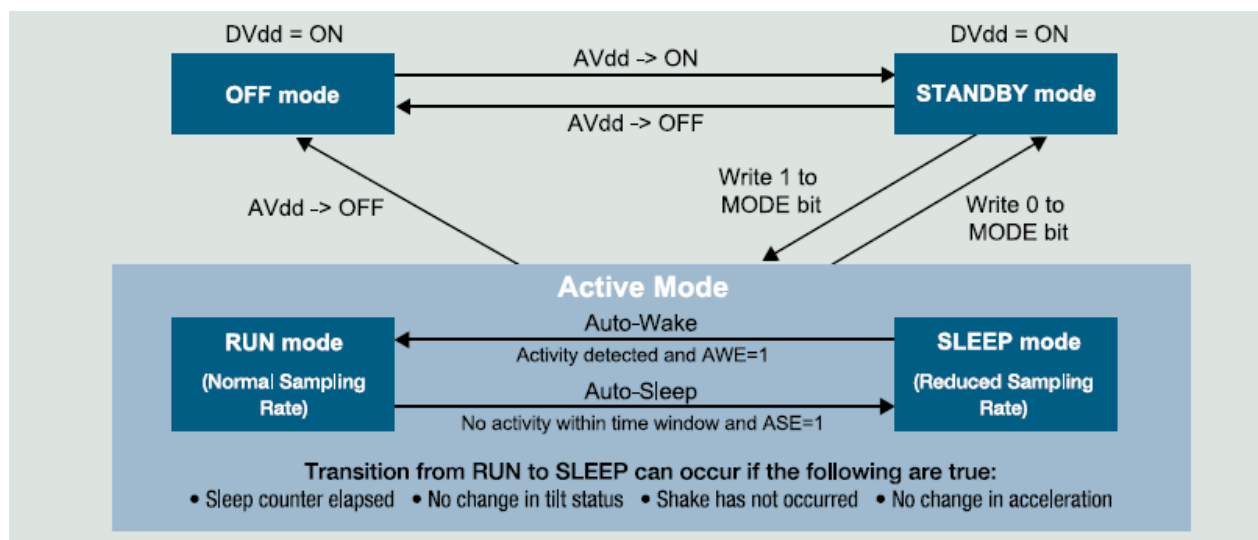 DVdd = ON
DVdd = ON
OFF mode
AVdd -> ON
STANDBY mode
AVdd -> OFF
AVdd -> OFF
Write 1 to
MODE bit
Write 0 to
MODE bit
Active Mode
RUN mode
(Normal Sampling
Rate)
Auto-Wake
Activity detected and AWE=1
Auto-Sleep
No activity within time window and ASE=1
SLEEP mode
(Reduced Sampling
Rate)
Transition from RUN to SLEEP can occur if the following are true:
• Sleep counter elapsed • No change in tilt status • Shake has not occurred • No change in acceleration